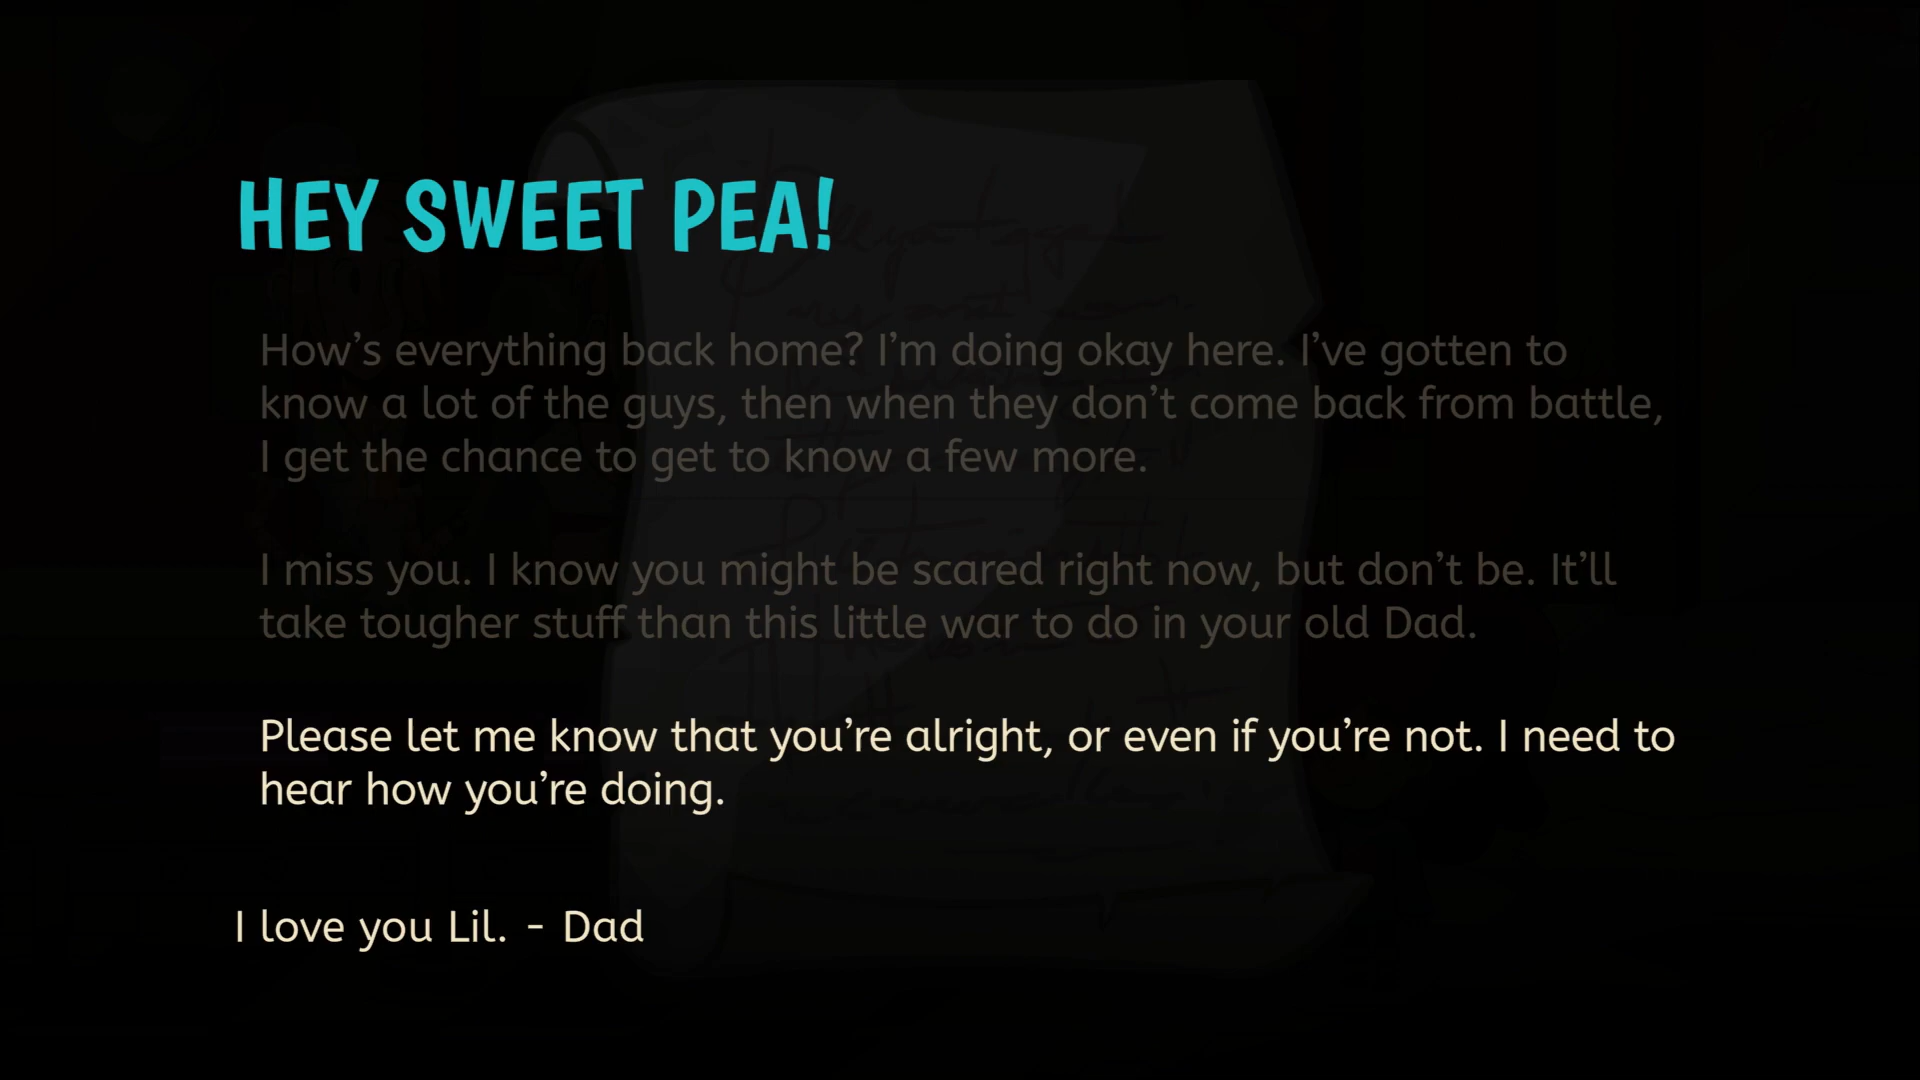 HEY SWEET PEA!
How’s everything back home? I’m doing okay here. I’ve gotten to
know a lot of the guys, then when they don’t come back from battle,
I get the chance to get to know a few more.
I miss you. I know you might be scared right now, but don’t be. It’ll
take tougher stuff than this little war to do in your old Dad.
Please let me know that you’re alright, or even if you’re not. I need to
hear how you’re doing.
I love you Lil. - Dad